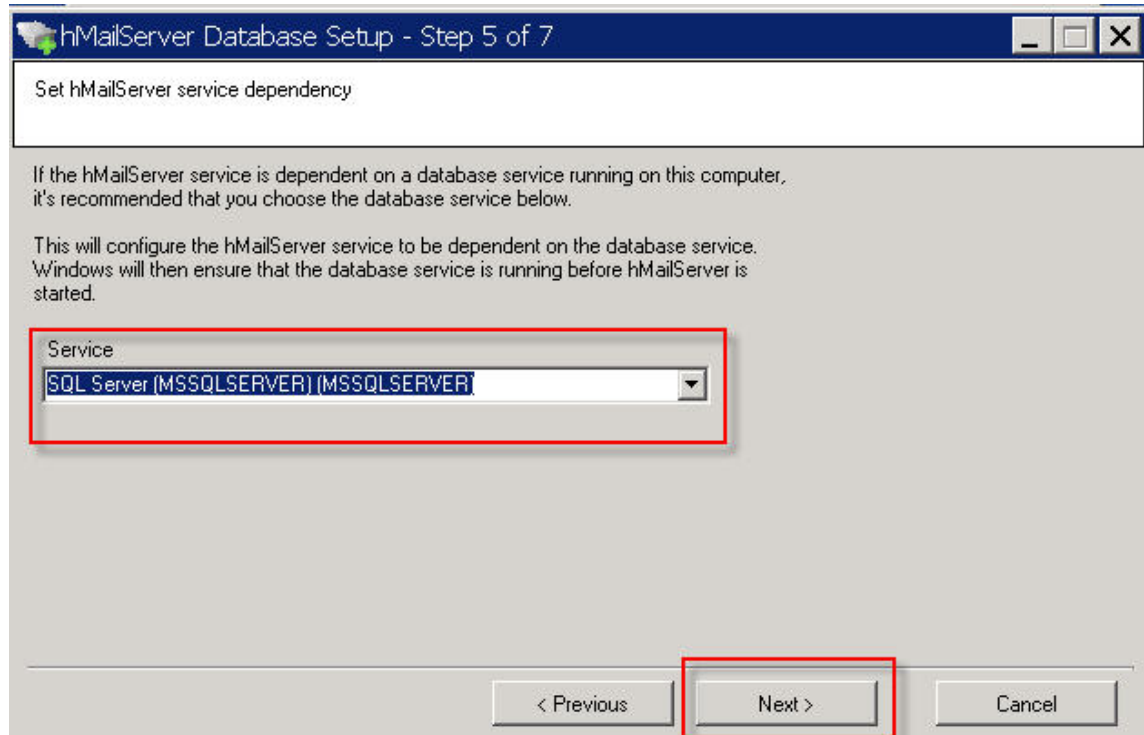 hMailServer Database Setup - Step 5 of 7
Set hMailServer service dependency
If the hMailServer service is dependent on a database service running on this computer,
it's recommended that you choose the database service below.
This will configure the hMailServer service to be dependent on the database service.
Windows will then ensure that the database service is running before hMailServer is
started.
Service
SQL Server (MSSQLSERVER) (MSSQLSERVER)
< Previous
Next >
Cancel